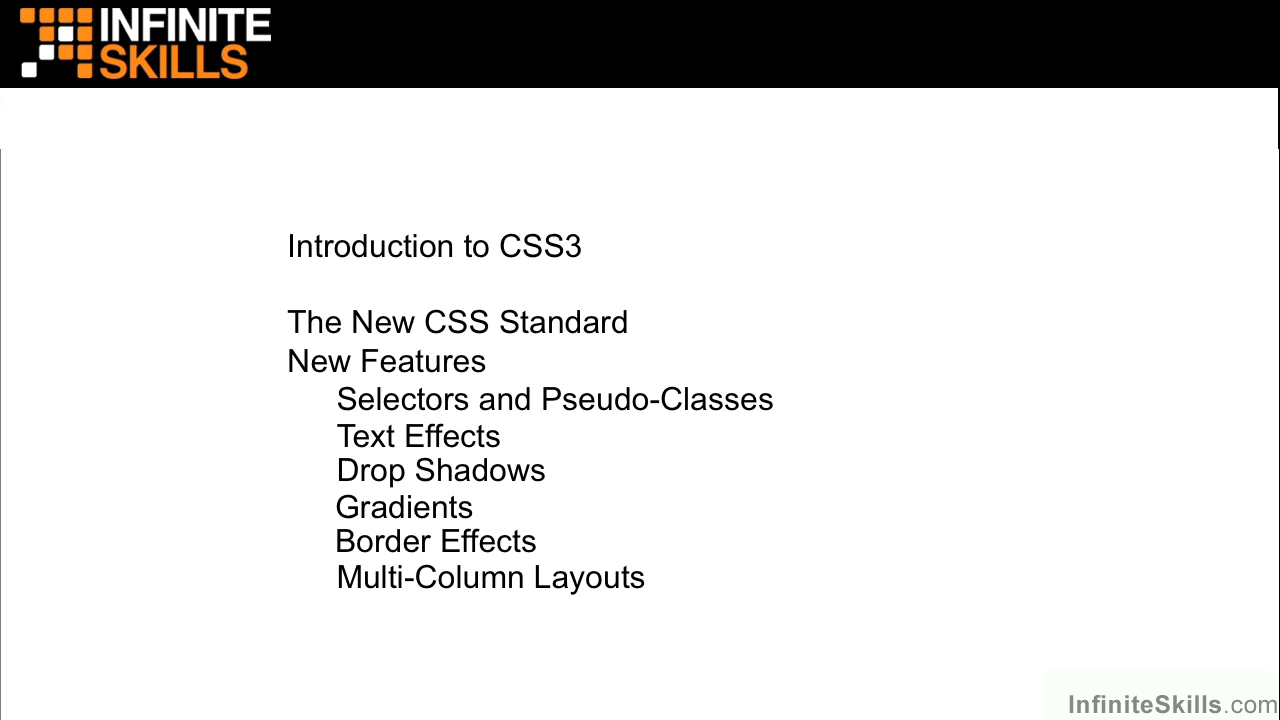 INFINITE
SKILLS
Introduction to CSS3
The New CSS Standard
New Features
Selectors and Pseudo-Classes
Text Effects
Drop Shadows
Gradients
Border Effects
Multi-Column Layouts
InfiniteSkills.com